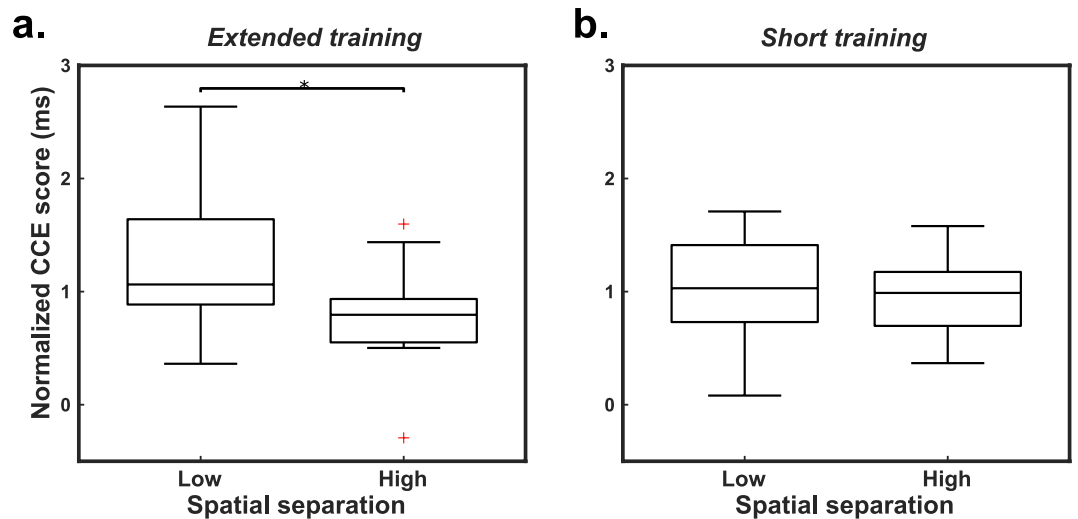 a.
Extended training
Normalized CCE score (ms)
3
2
1
0
*
Low High
Spatial separation
b.
Short training
3
2
1
0
Low High
Spatial separation